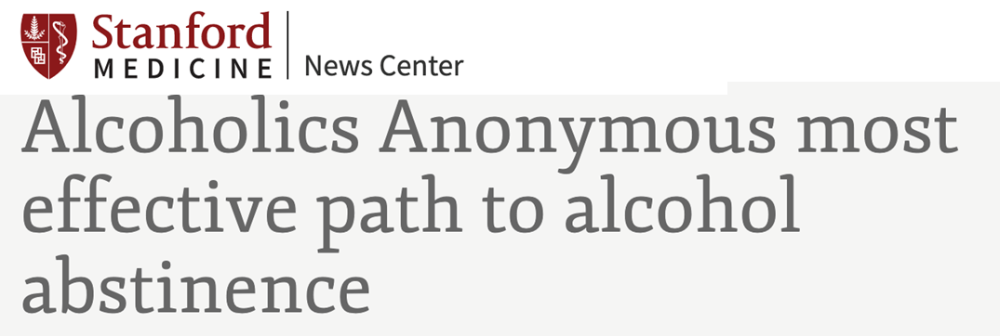 Stanford
MEDICINE
News Center
Alcoholics Anonymous most
effective path to alcohol
abstinence